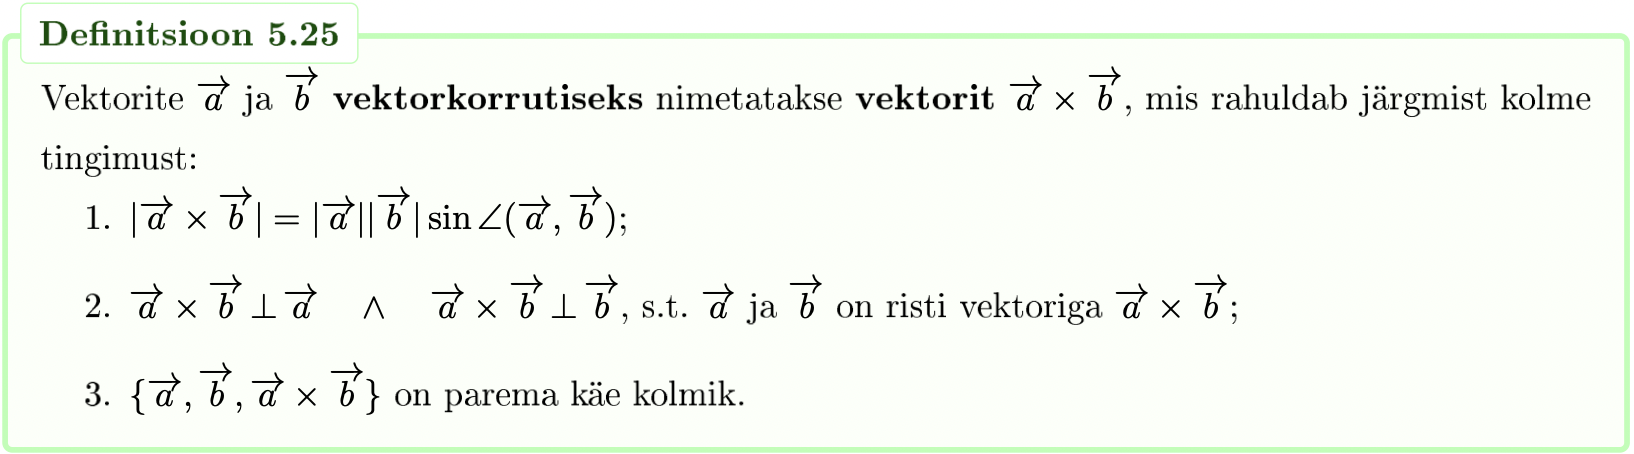 Definitsioon 5.25
Vektorite $\overrightarrow{a}$ ja $\overrightarrow{b}$ vektorkorrutiseks nimetatakse vektorit $\overrightarrow{a} \times \overrightarrow{b}$, mis rahuldab järgmist kolme
tingimust:
1. $|\overrightarrow{a} \times \overrightarrow{b}| = |\overrightarrow{a}||\overrightarrow{b}| \sin \angle(\overrightarrow{a}, \overrightarrow{b})$;
2. $\overrightarrow{a} \times \overrightarrow{b} \perp \overrightarrow{a} \quad \wedge \quad \overrightarrow{a} \times \overrightarrow{b} \perp \overrightarrow{b}$, s.t. $\overrightarrow{a}$ ja $\overrightarrow{b}$ on risti vektoriga $\overrightarrow{a} \times \overrightarrow{b}$;
3. $\{\overrightarrow{a}, \overrightarrow{b}, \overrightarrow{a} \times \overrightarrow{b}\}$ on parema käe kolmik.